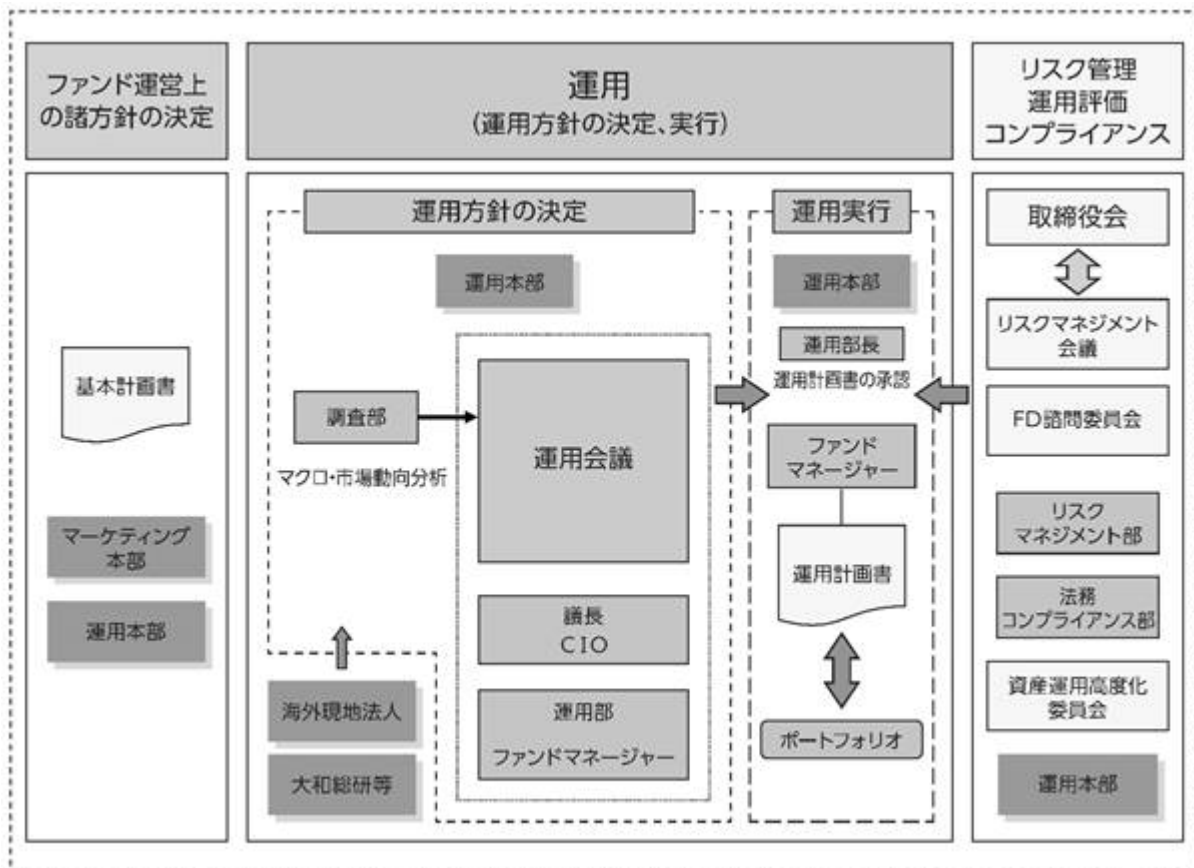 ファンド運営上
の諸方針の決定
運用
(運用方針の決定、実行)
リスク管理
運用評価
コンプライアンス
基本計画書
マーケティング
本部
運用本部
運用方針の決定
運用本部
調査部
マクロ・市場動向分析
運用会議
議長
CIO
運用部
ファンドマネージャー
海外現地法人
大和総研等
運用実行
運用本部
運用部長
運用計画書の承認
ファンド
マネージャー
運用計画書
ポートフォリオ
取締役会
リスクマネジメント
会議
FD諮問委員会
リスク
マネジメント部
法務
コンプライアンス部
資産運用高度化
委員会
運用本部